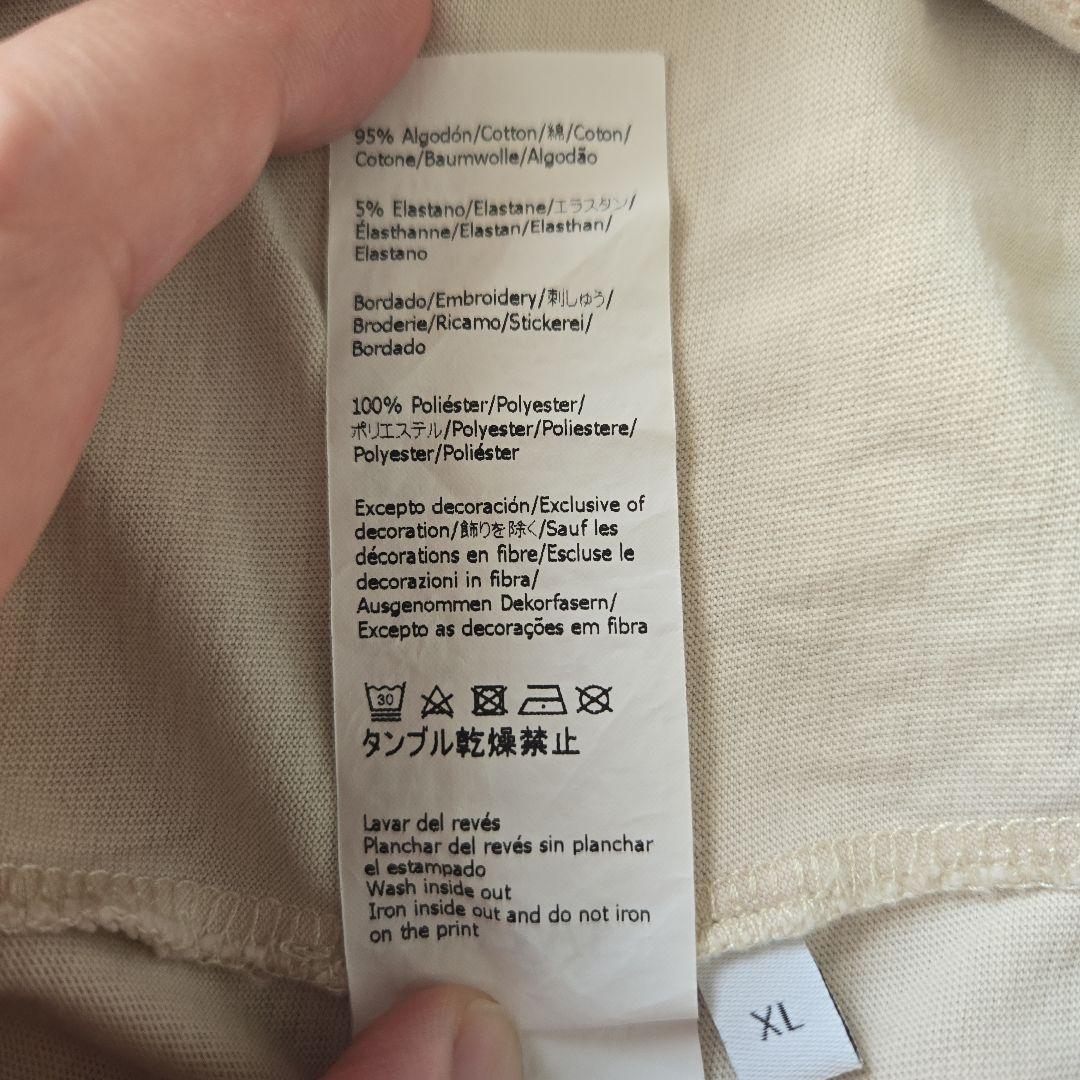 95% Algodón/Cotton/綿/Coton/
Cotone/Baumwolle/Algodão
5% Elastano/Elastane/エラスタン/
Élasthanne/Elastan/Elasthan/
Elastano
Bordado/Embroidery/刺しゅう/
Broderie/Ricamo/Stickerei/
Bordado
100% Poliéster/Polyester/
ポリエステル/Polyester/Poliestere/
Polyester/Poliéster
Excepto decoración/Exclusive of
decoration/飾りを除く/Sauf les
décorations en fibre/Escluse le
decorazioni in fibra/
Ausgenommen Dekorfasern/
Excepto as decorações em fibra
30
タンブル乾燥禁止
Lavar del revés
Planchar del revés sin planchar
el estampado
Wash inside out
Iron inside out and do not iron
on the print
XL